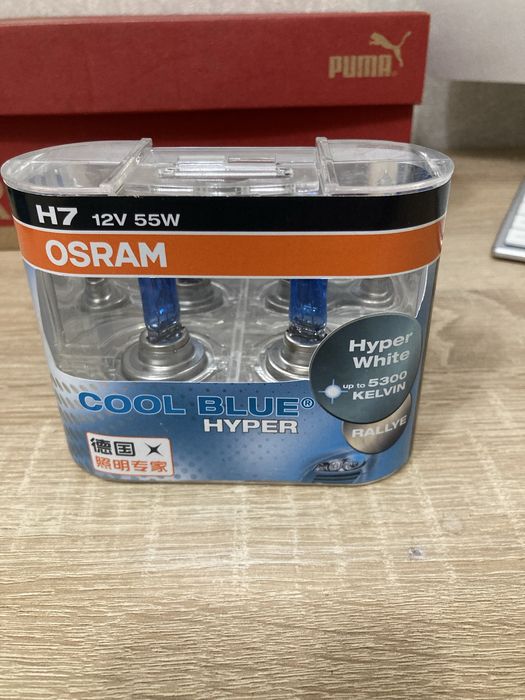 PUMA
H7 12V 55W
OSRAM
Hyper
White
up to 5300
KELVIN
RALLYE
COOL BLUE®
HYPER
德国
照明专家